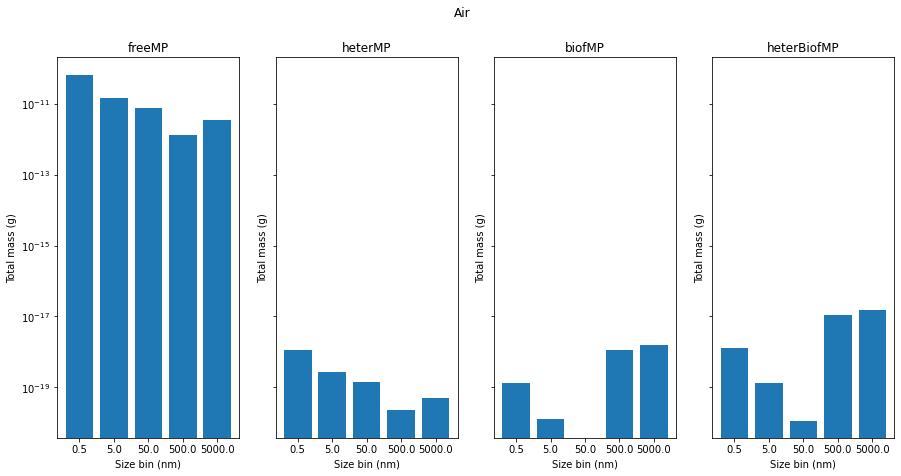 Air
freeMP
heterMP
biofMP
heterBiofMP
Total mass (g)
10⁻¹¹
10⁻¹³
10⁻¹⁵
10⁻¹⁷
10⁻¹⁹
0.5 5.0 50.0 500.0 5000.0
Size bin (nm)
Total mass (g)
0.5 5.0 50.0 500.0 5000.0
Size bin (nm)
Total mass (g)
0.5 5.0 50.0 500.0 5000.0
Size bin (nm)
Total mass (g)
0.5 5.0 50.0 500.0 5000.0
Size bin (nm)